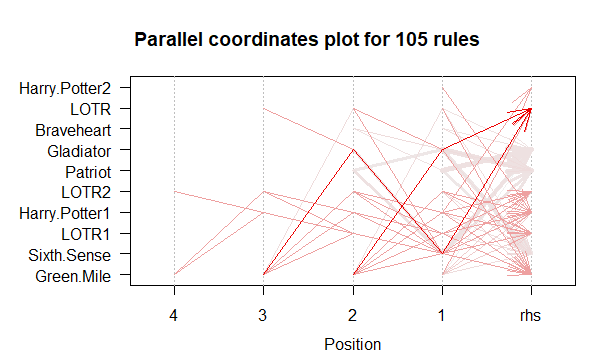 Parallel coordinates plot for 105 rules
Harry.Potter2
LOTR
Braveheart
Gladiator
Patriot
LOTR2
Harry.Potter1
LOTR1
Sixth.Sense
Green.Mile
4 3 2 1 rhs
Position